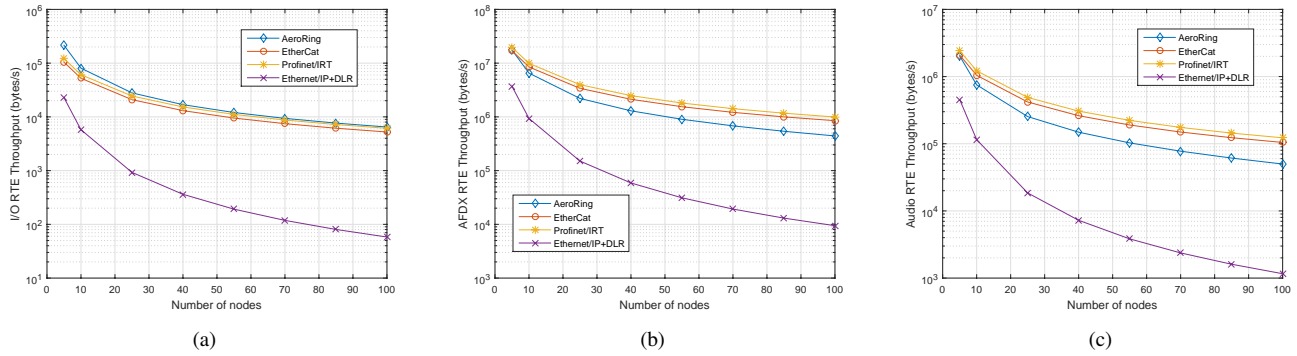 10^6
10^5
10^4
10^3
10^2
10^1
I/O RTE Throughput (bytes/s)
AeroRing
EtherCat
Profinet/IRT
Ethernet/IP+DLR
0 10 20 30 40 50 60 70 80 90 100
Number of nodes
(a)
10^8
10^7
10^6
10^5
10^4
10^3
AFDX RTE Throughput (bytes/s)
AeroRing
EtherCat
Profinet/IRT
Ethernet/IP+DLR
0 10 20 30 40 50 60 70 80 90 100
Number of nodes
(b)
10^7
10^6
10^5
10^4
10^3
Audio RTE Throughput (bytes/s)
AeroRing
EtherCat
Profinet/IRT
Ethernet/IP+DLR
0 10 20 30 40 50 60 70 80 90 100
Number of nodes
(c)